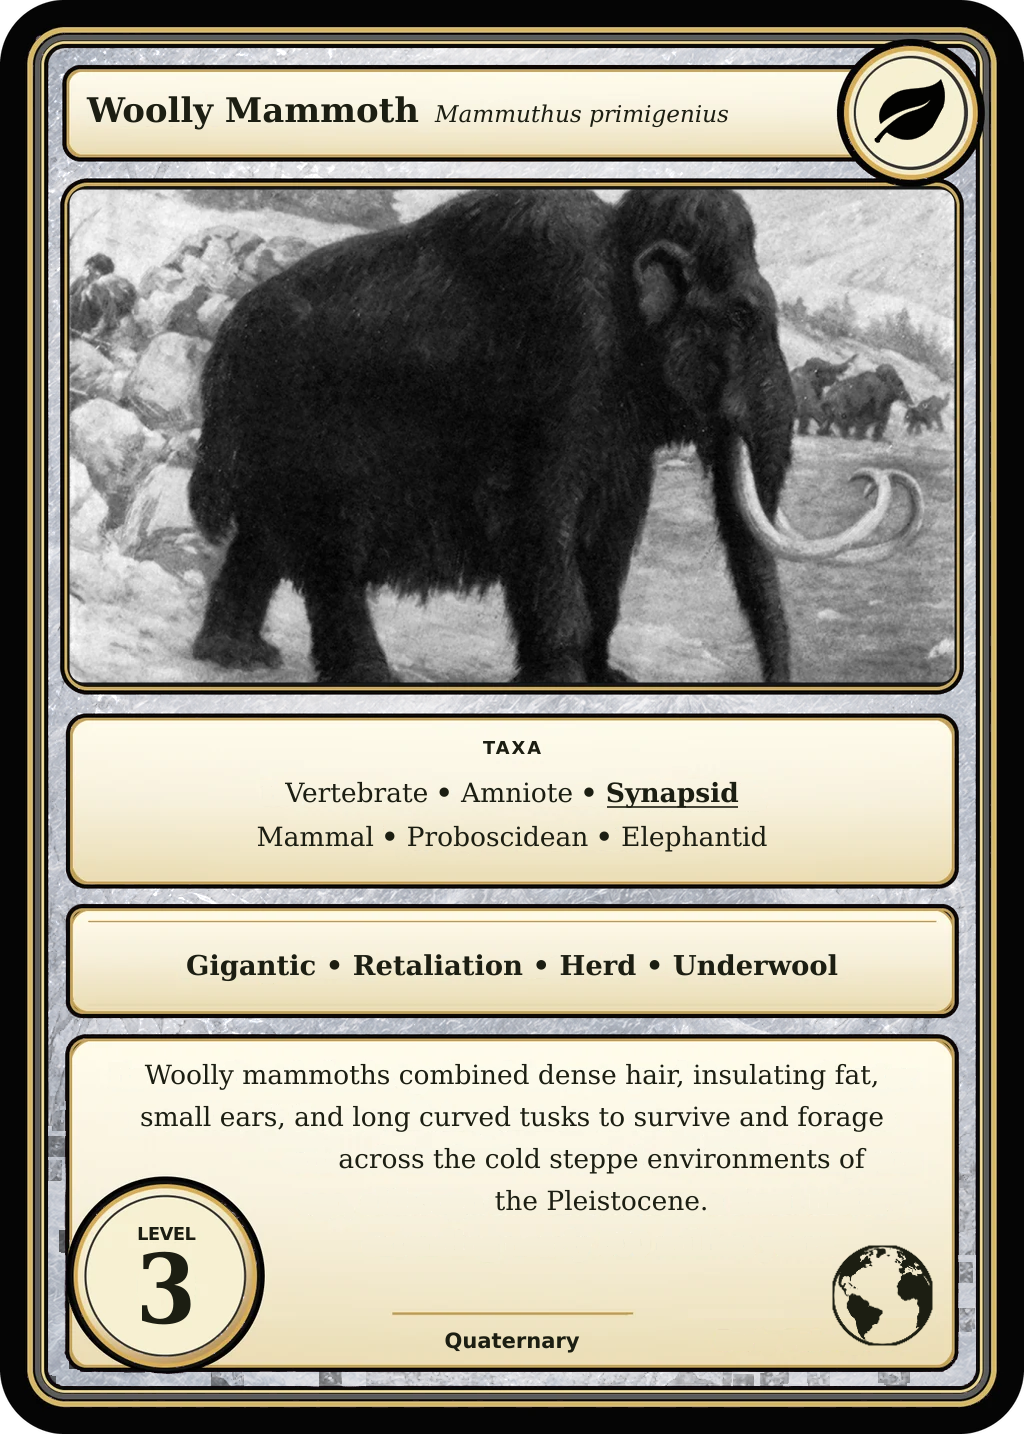 Woolly Mammoth Mammuthus primigenius
TAXA
Vertebrate • Amniote • Synapsid
Mammal • Proboscidean • Elephantid
Gigantic • Retaliation • Herd • Underwool
Woolly mammoths combined dense hair, insulating fat,
small ears, and long curved tusks to survive and forage
across the cold steppe environments of
the Pleistocene.
LEVEL
3
Quaternary